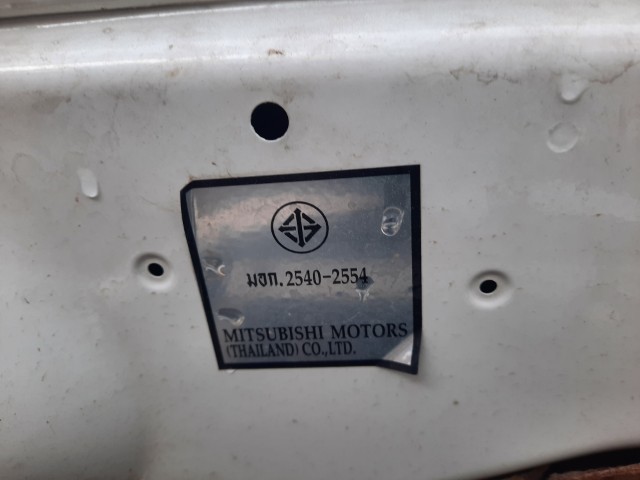 มอก.2540-2554
MITSUBISHI MOTORS
(THAILAND) CO.,LTD.